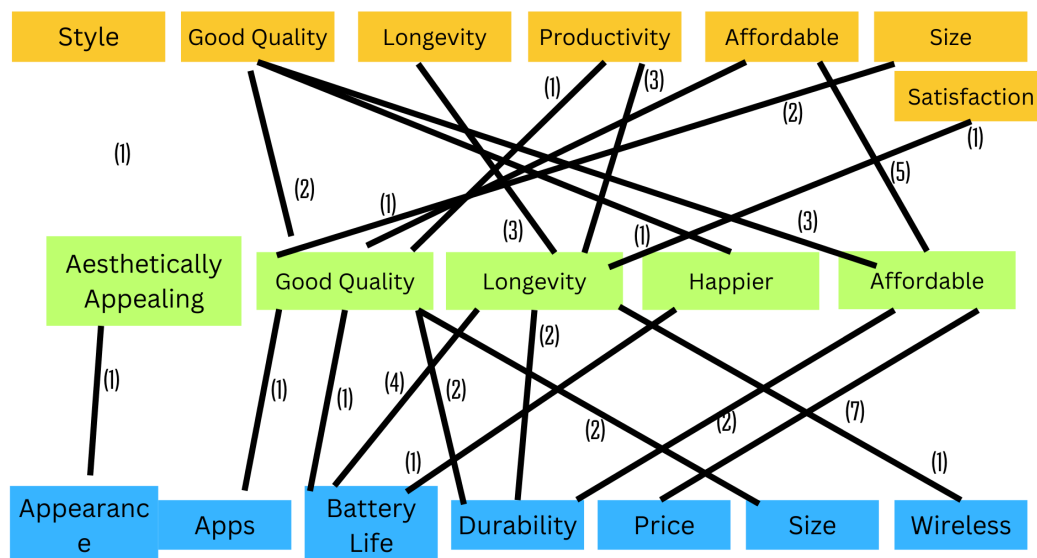 Style
Good Quality
Longevity
Productivity
Affordable
Size
Satisfaction
(1)
(3)
(2)
(1)
(1)
(2)
(5)
(1)
(3)
(1)
(3)
Aesthetically
Appealing
Good Quality
Longevity
Happier
Affordable
(2)
(1)
(1)
(1)
(4)
(2)
(7)
(2)
(2)
(1)
(1)
Appearanc
e
Apps
Battery
Life
Durability
Price
Size
Wireless